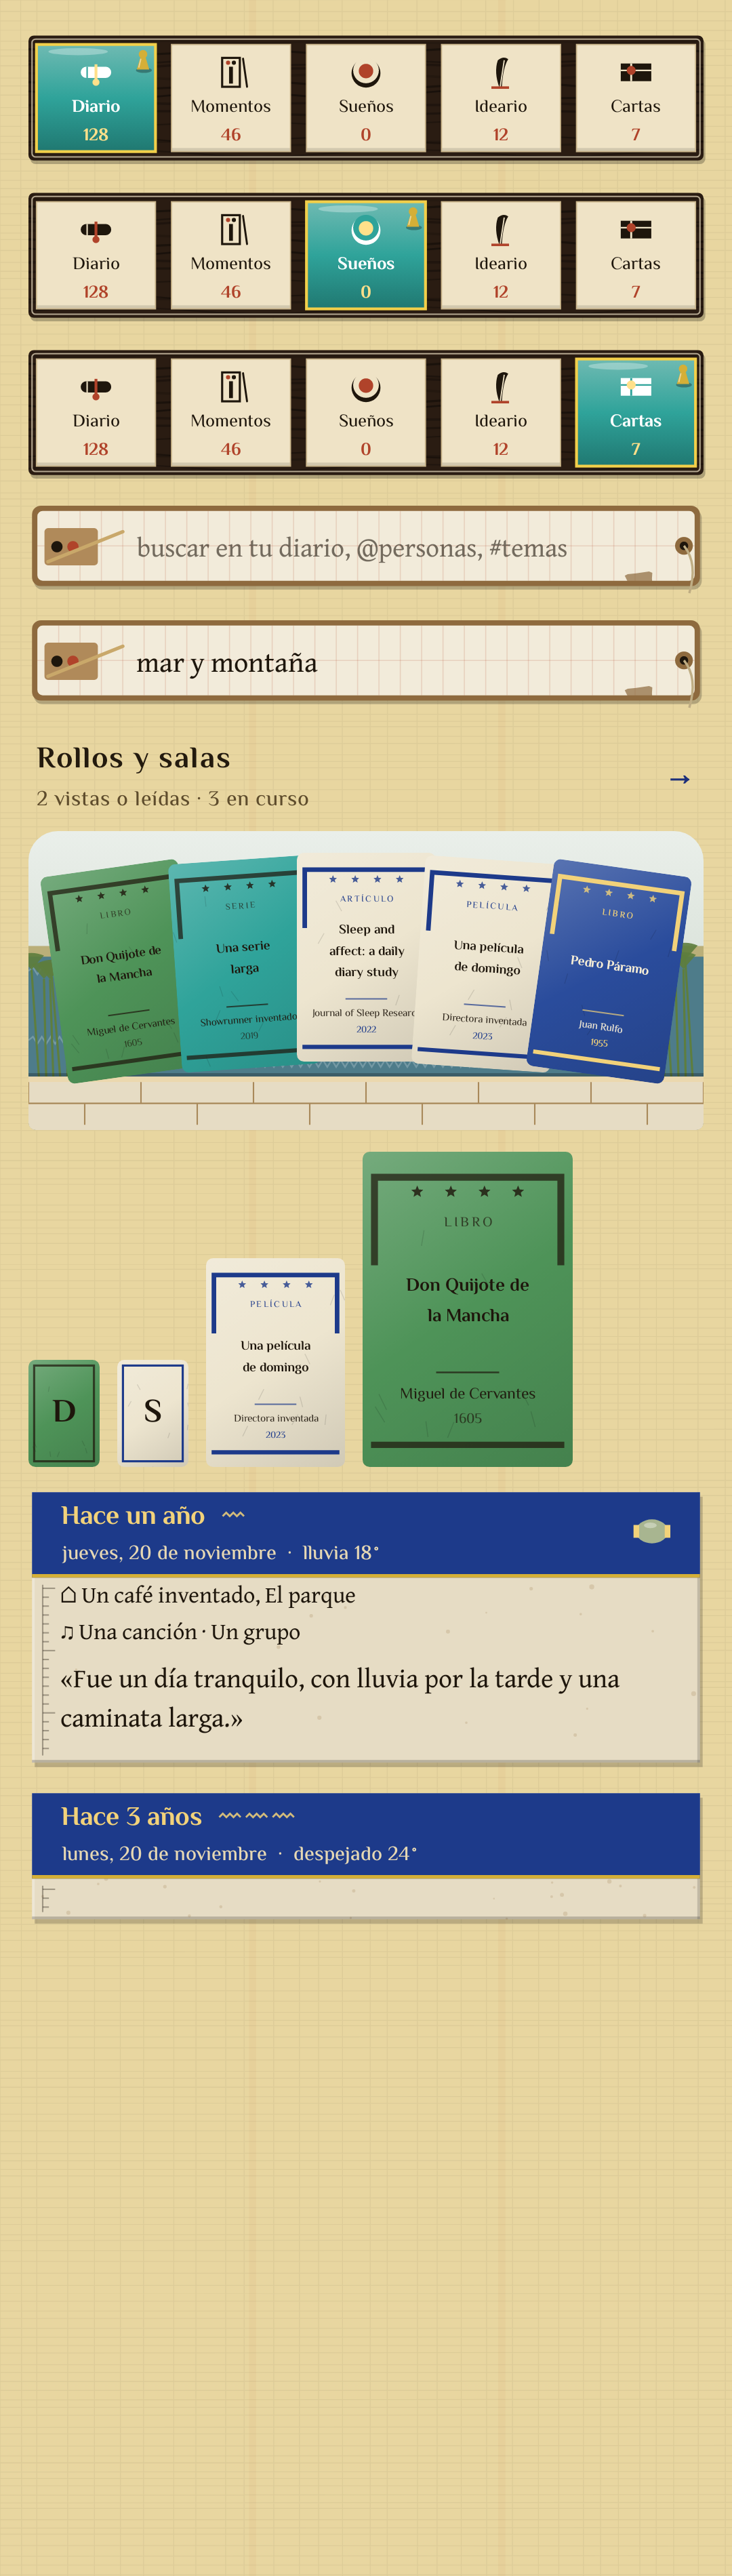 Diario
128
Momentos
46
Sueños
0
Ideario
12
Cartas
7
Diario
128
Momentos
46
Sueños
0
Ideario
12
Cartas
7
Diario
128
Momentos
46
Sueños
0
Ideario
12
Cartas
7
buscar en tu diario, @personas, #temas
mar y montaña
Rollos y salas
→
2 vistas o leídas · 3 en curso
LIBRO
Don Quijote de
la Mancha
Miguel de Cervantes
1605
SERIE
Una serie
larga
Showrunner inventado
2019
ARTÍCULO
Sleep and
affect: a daily
diary study
Journal of Sleep Researc
2022
PELÍCULA
Una película
de domingo
Directora inventada
2023
LIBRO
Pedro Páramo
Juan Rulfo
1955
D
S
PELÍCULA
Una película
de domingo
Directora inventada
2023
LIBRO
Don Quijote de
la Mancha
Miguel de Cervantes
1605
Hace un año
jueves, 20 de noviembre · lluvia 18°
⌂ Un café inventado, El parque
♫ Una canción · Un grupo
«Fue un día tranquilo, con lluvia por la tarde y una
caminata larga.»
Hace 3 años
lunes, 20 de noviembre · despejado 24°